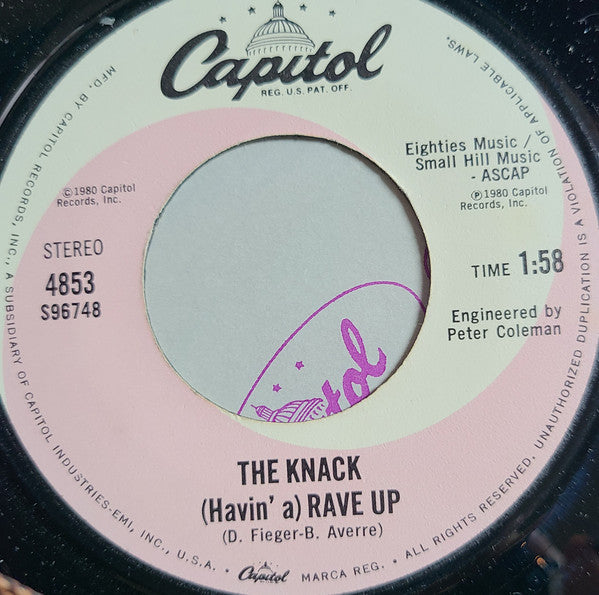 Capitol
REG. U.S. PAT. OFF.
MFD. BY CAPITOL RECORDS, INC., A SUBSIDIARY OF CAPITOL INDUSTRIES-EMI, INC., U.S.A. • Capitol MARCA REG. • ALL RIGHTS RESERVED. UNAUTHORIZED DUPLICATION IS A VIOLATION OF APPLICABLE LAWS.
Eighties Music /
Small Hill Music
- ASCAP
℗1980 Capitol
Records, Inc.
©1980 Capitol
Records, Inc.
STEREO
4853
S96748
TIME 1:58
Engineered by
Peter Coleman
tol
THE KNACK
(Havin' a) RAVE UP
(D. Fieger-B. Averre)